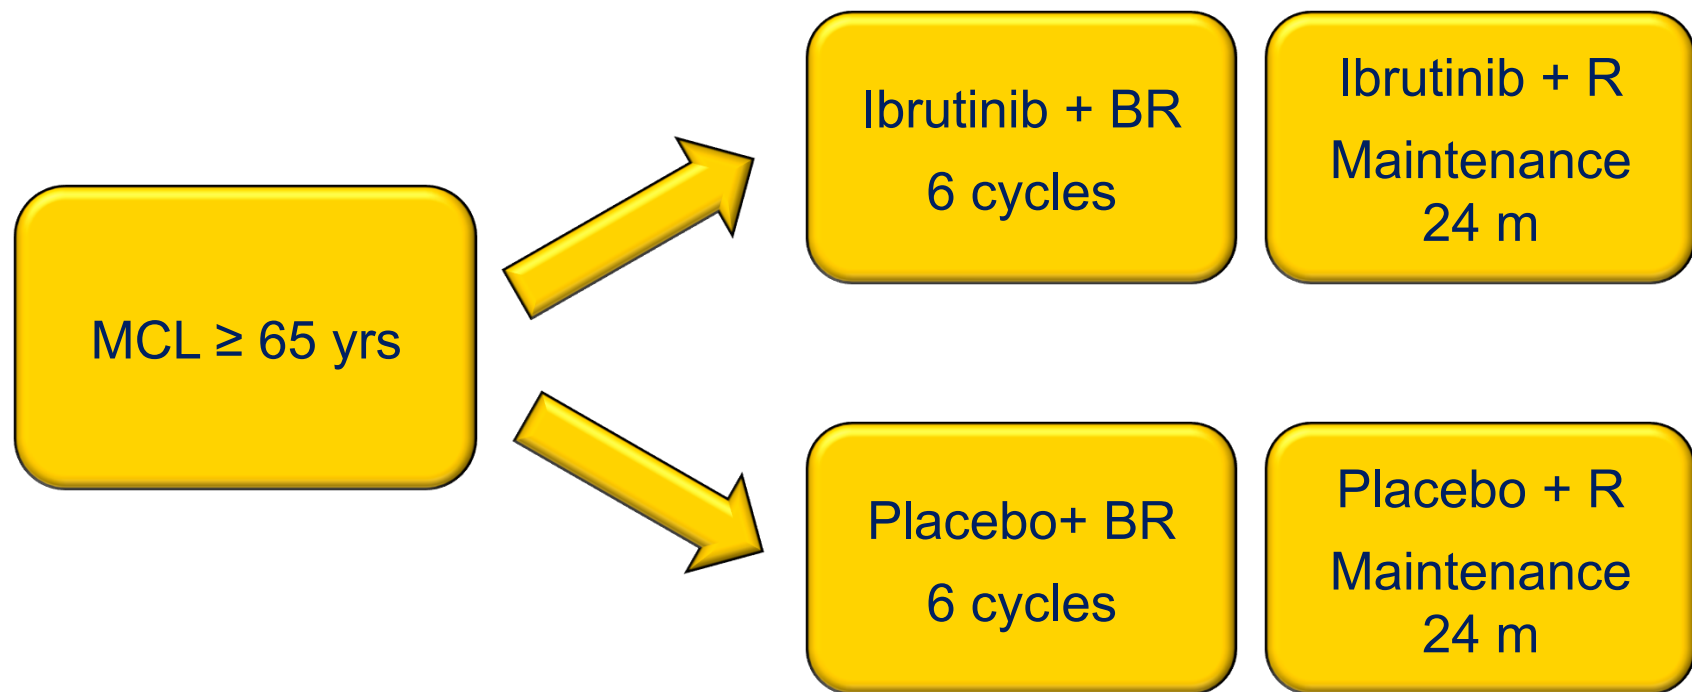 MCL ≥ 65 yrs
Ibrutinib + BR
6 cycles
Ibrutinib + R
Maintenance
24 m
Placebo+ BR
6 cycles
Placebo + R
Maintenance
24 m